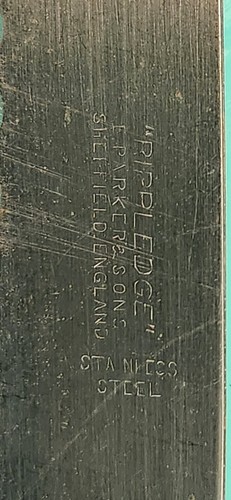 "RIPPLEDGE"
E.PARKER&SONS
SHEFFIELD,ENGLAND
STAINLESS
STEEL